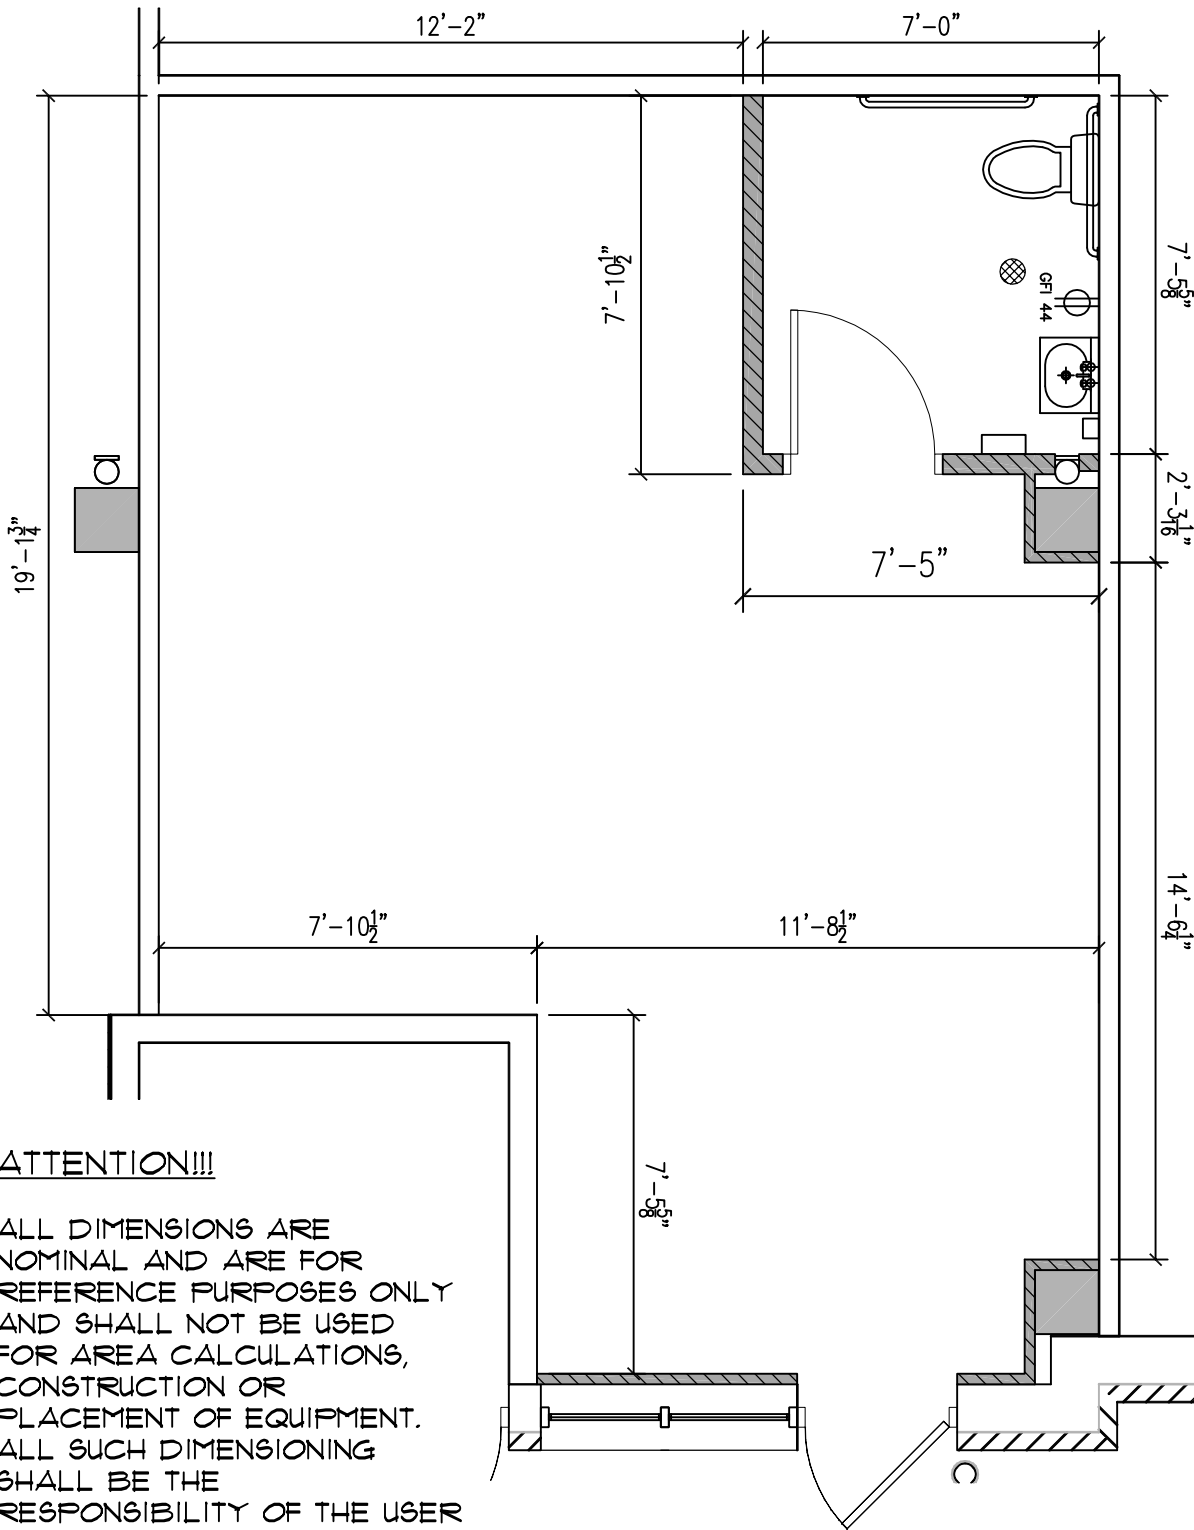 12'-2" 7'-0"
7'-10½"
7'-5⅝"
GFI 44
2'-3 1/16"
19'-1¾"
7'-5"
14'-6¼"
7'-10½" 11'-8½"
7'-5⅝"
ATTENTION!!!
ALL DIMENSIONS ARE
NOMINAL AND ARE FOR
REFERENCE PURPOSES ONLY
AND SHALL NOT BE USED
FOR AREA CALCULATIONS,
CONSTRUCTION OR
PLACEMENT OF EQUIPMENT.
ALL SUCH DIMENSIONING
SHALL BE THE
RESPONSIBILITY OF THE USER